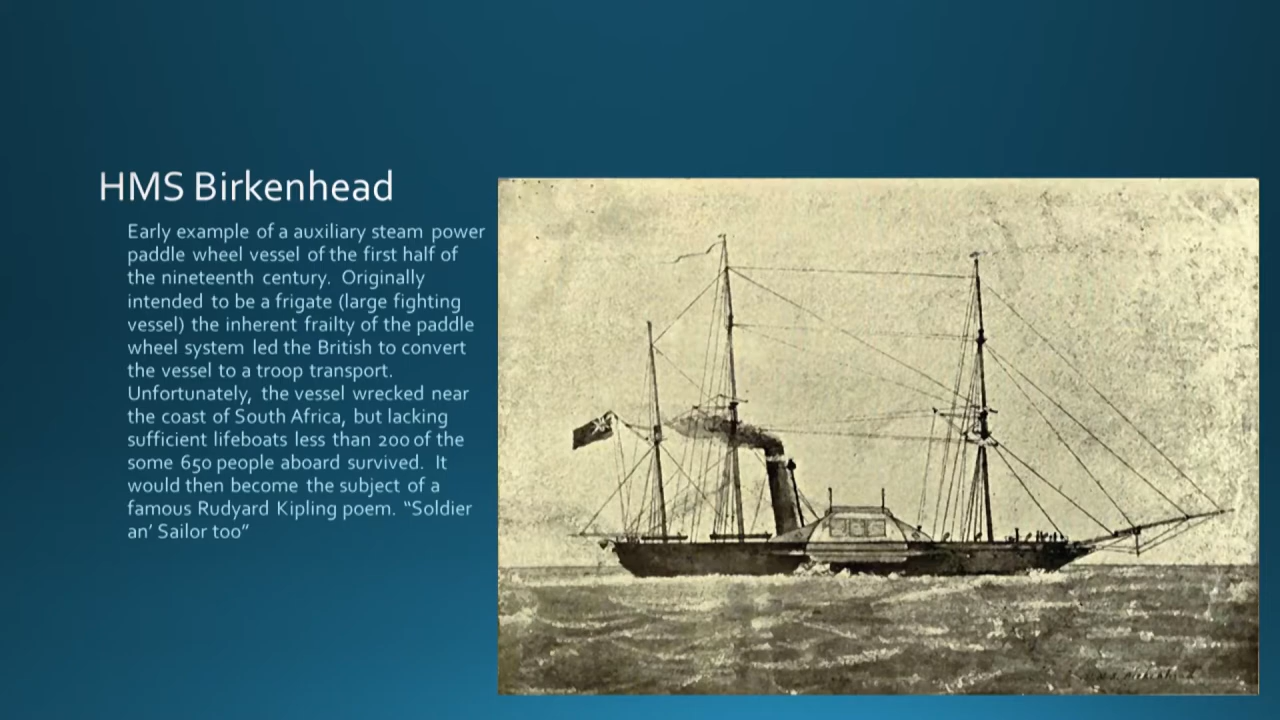 HMS Birkenhead
Early example of a auxiliary steam power
paddle wheel vessel of the first half of
the nineteenth century. Originally
intended to be a frigate (large fighting
vessel) the inherent frailty of the paddle
wheel system led the British to convert
the vessel to a troop transport.
Unfortunately, the vessel wrecked near
the coast of South Africa, but lacking
sufficient lifeboats less than 200 of the
some 650 people aboard survived. It
would then become the subject of a
famous Rudyard Kipling poem. “Soldier
an’ Sailor too”